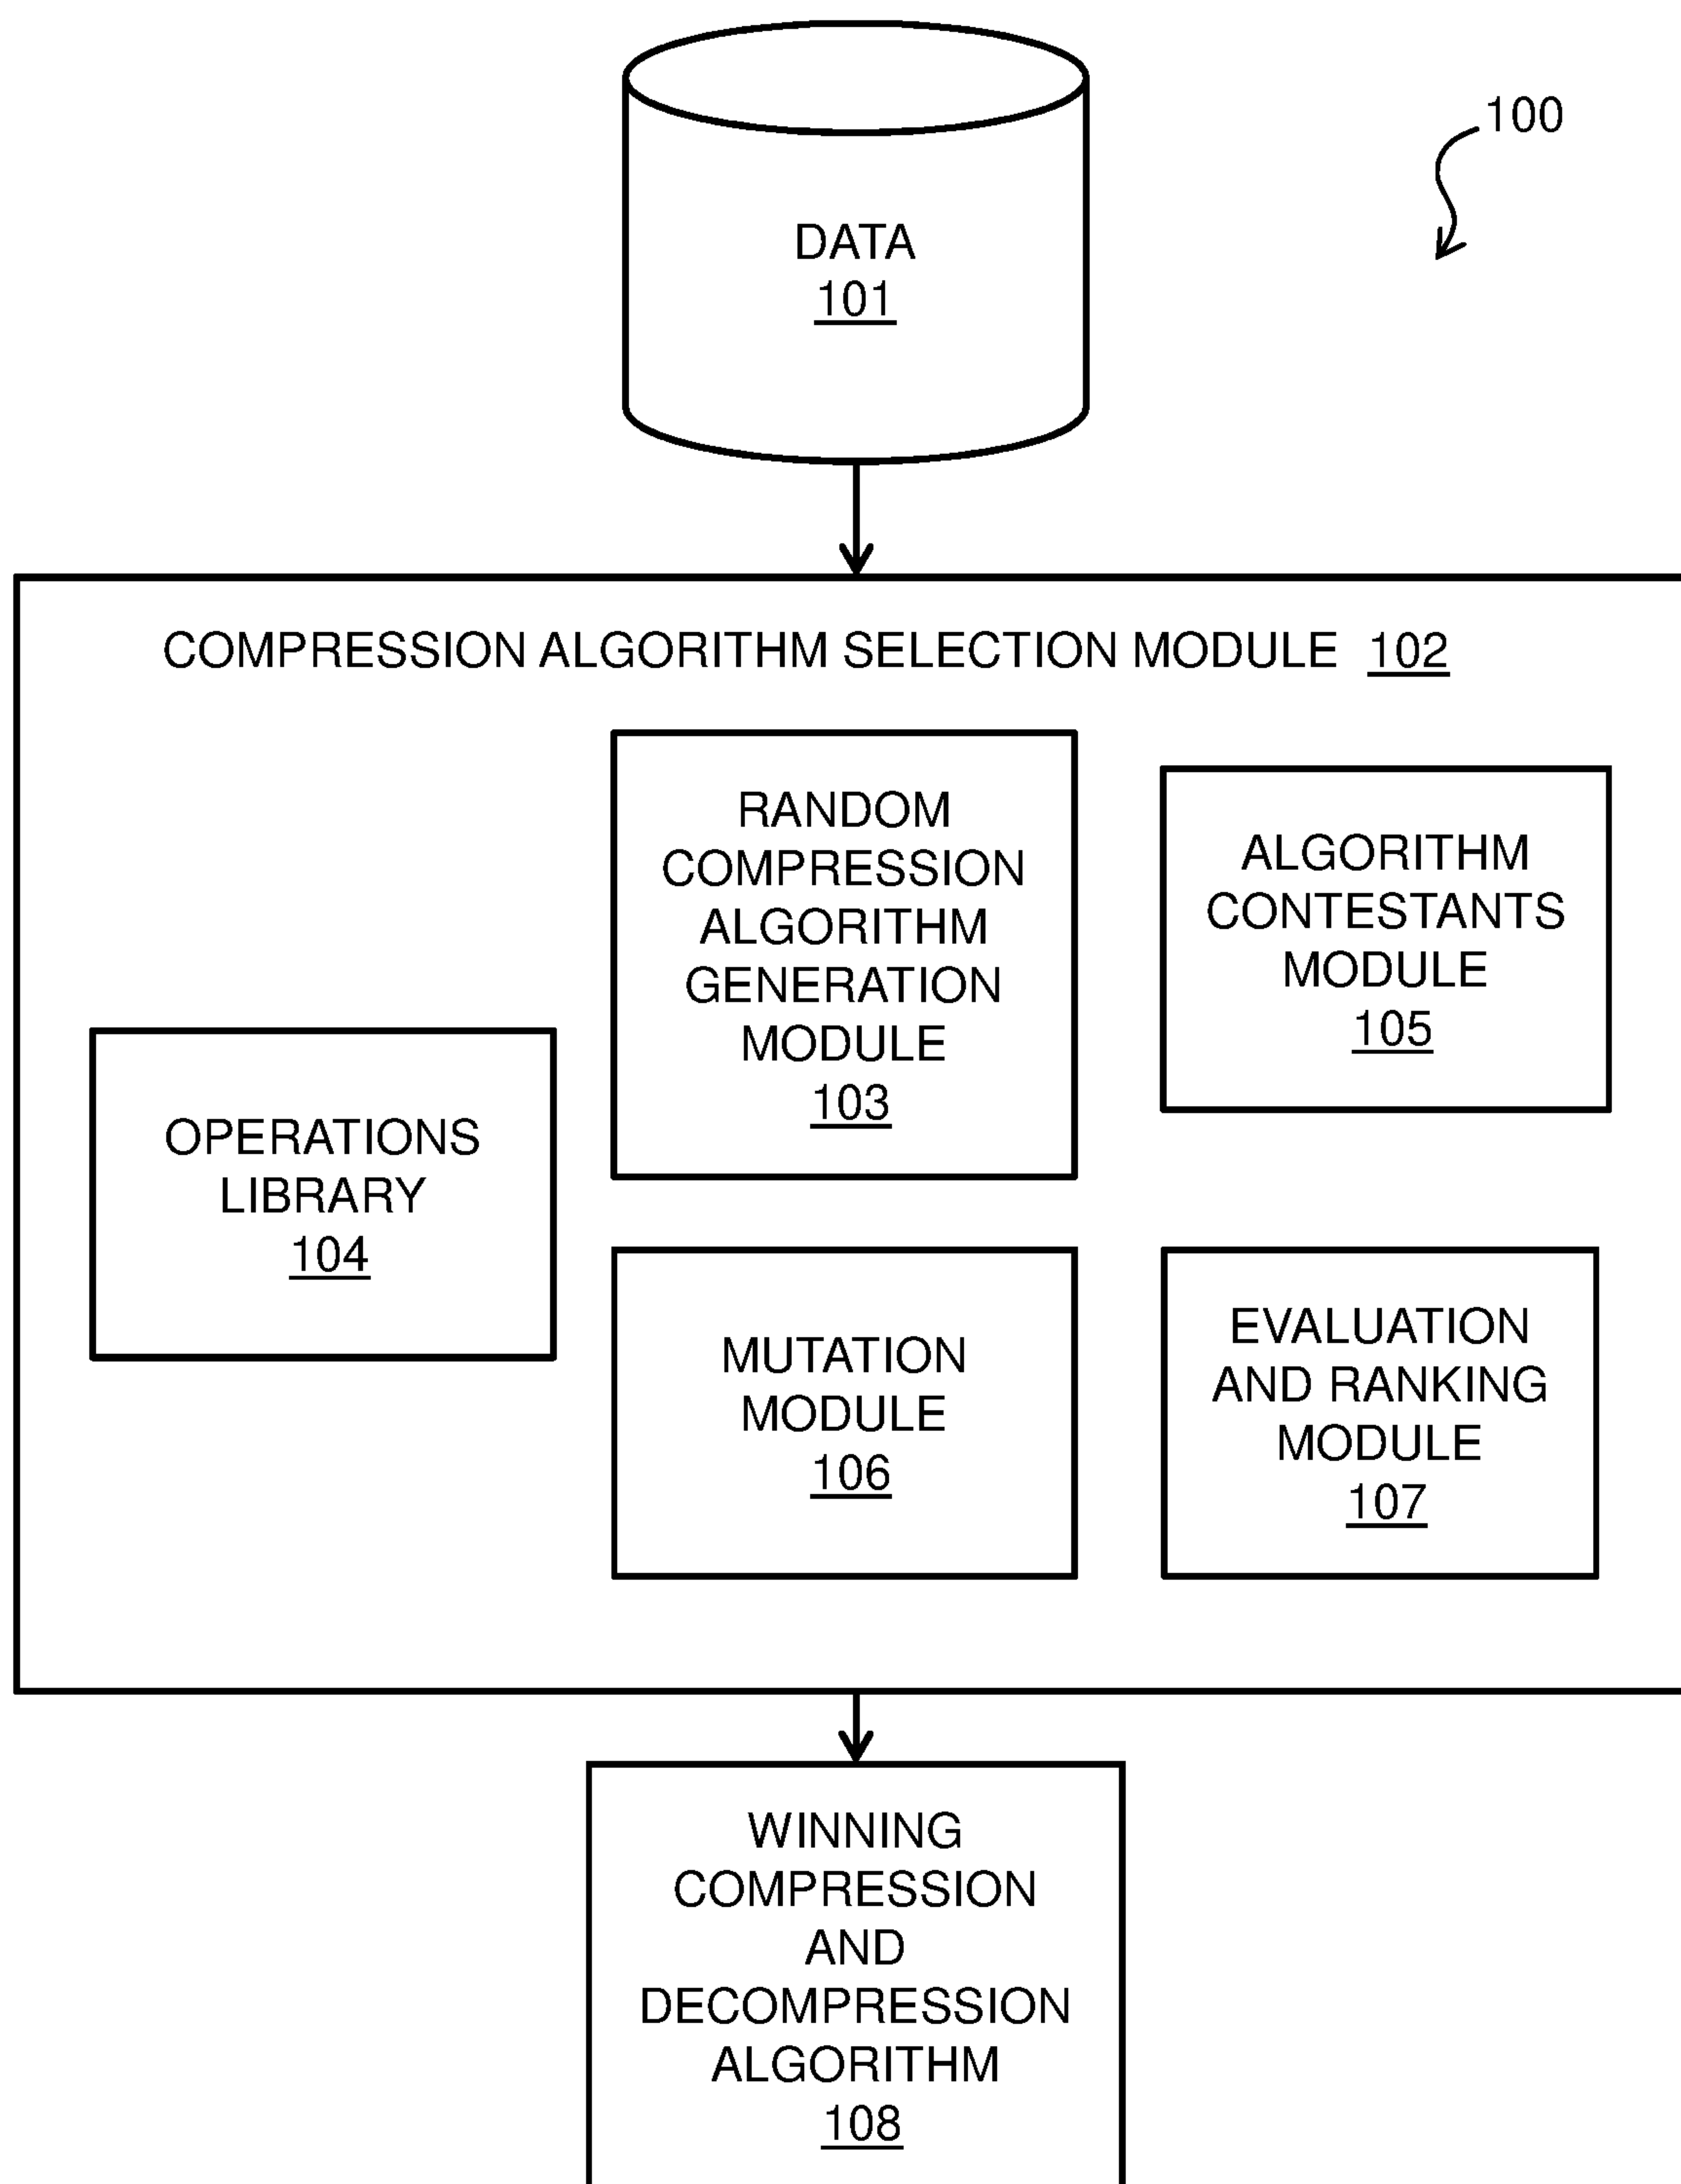 100
DATA
101
COMPRESSION ALGORITHM SELECTION MODULE 102
RANDOM
COMPRESSION
ALGORITHM
GENERATION
MODULE
103
ALGORITHM
CONTESTANTS
MODULE
105
OPERATIONS
LIBRARY
104
MUTATION
MODULE
106
EVALUATION
AND RANKING
MODULE
107
WINNING
COMPRESSION
AND
DECOMPRESSION
ALGORITHM
108